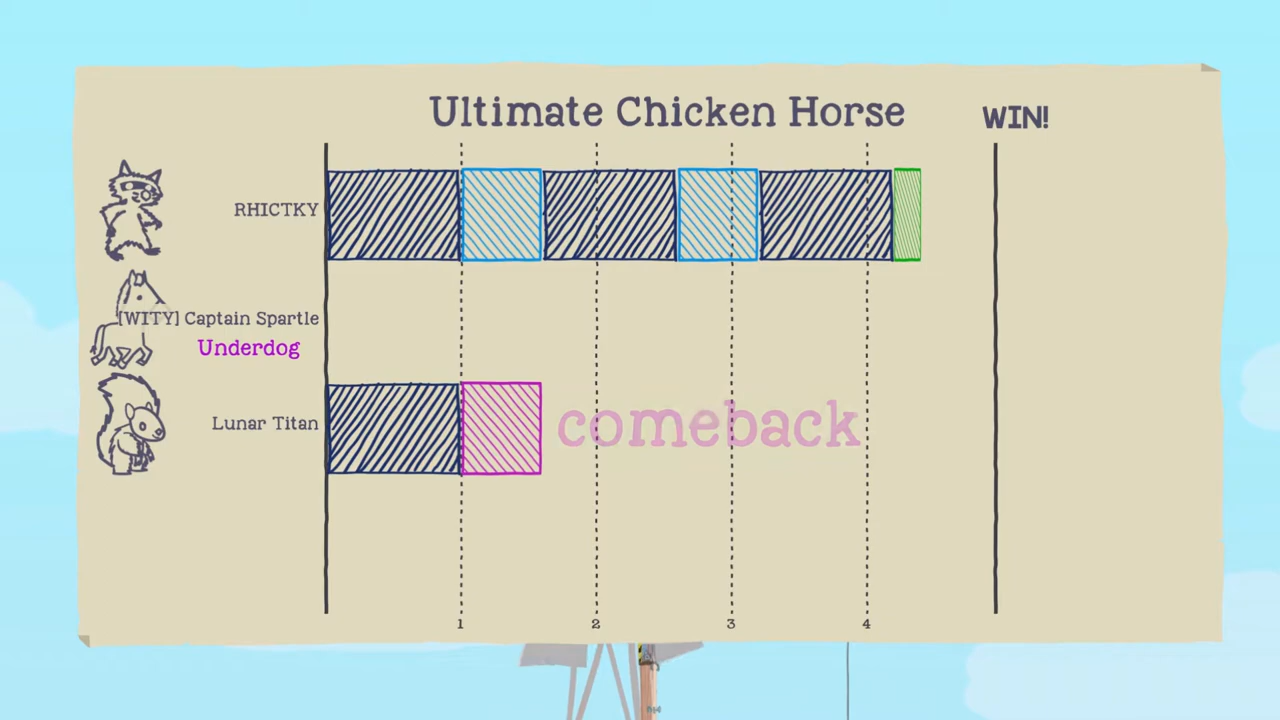 Ultimate Chicken Horse
WIN!
RHICTKY
[WITY] Captain Spartle
Underdog
Lunar Titan
comeback
1 2 3 4